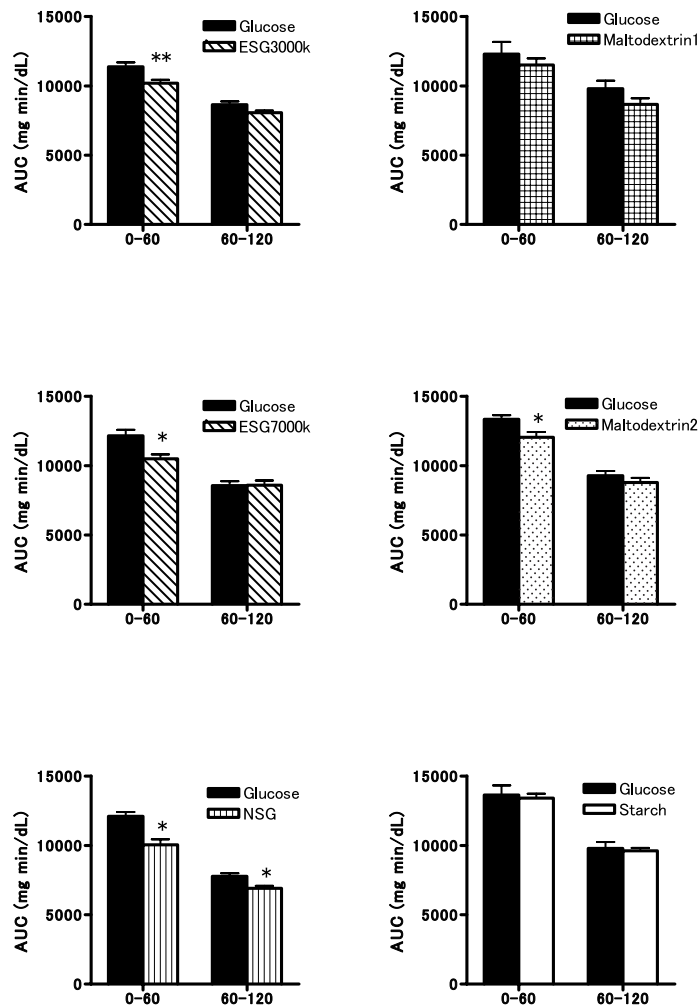 15000
10000
5000
0
AUC (mg min/dL)
Glucose
ESG3000k
**
0-60
60-120
15000
10000
5000
0
AUC (mg min/dL)
Glucose
Maltodextrin1
0-60
60-120
15000
10000
5000
0
AUC (mg min/dL)
Glucose
ESG7000k
*
0-60
60-120
15000
10000
5000
0
AUC (mg min/dL)
Glucose
Maltodextrin2
*
0-60
60-120
15000
10000
5000
0
AUC (mg min/dL)
Glucose
NSG
*
*
0-60
60-120
15000
10000
5000
0
AUC (mg min/dL)
Glucose
Starch
0-60
60-120